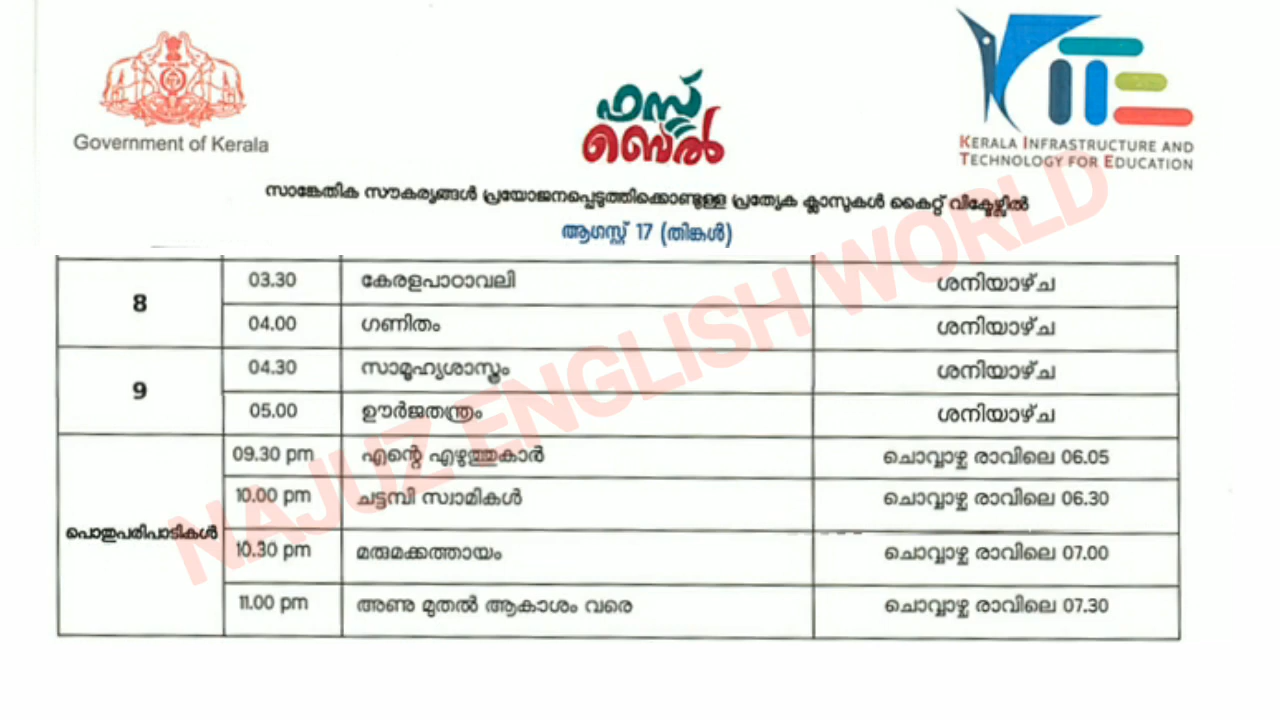 Government of Kerala
ഫസ്റ്റ്
ബെൽ
KERALA INFRASTRUCTURE AND
TECHNOLOGY FOR EDUCATION
സാങ്കേതിക സൗകര്യങ്ങൾ പ്രയോജനപ്പെടുത്തിക്കൊണ്ടുള്ള പ്രത്യേക ക്ലാസുകൾ കൈറ്റ് വിക്ടേഴ്സിൽ
ആഗസ്റ്റ് 17 (തിങ്കൾ)
8
03.30 കേരളപാഠാവലി ശനിയാഴ്ച
04.00 ഗണിതം ശനിയാഴ്ച
9
04.30 സാമൂഹ്യശാസ്ത്രം ശനിയാഴ്ച
05.00 ഊർജതന്ത്രം ശനിയാഴ്ച
പൊതുപരിപാടികൾ
09.30 pm എന്റെ എഴുത്തുകാർ ചൊവ്വാഴ്ച രാവിലെ 06.05
10.00 pm ചട്ടമ്പി സ്വാമികൾ ചൊവ്വാഴ്ച രാവിലെ 06.30
10.30 pm മരുമക്കത്തായം ചൊവ്വാഴ്ച രാവിലെ 07.00
11.00 pm അണു മുതൽ ആകാശം വരെ ചൊവ്വാഴ്ച രാവിലെ 07.30
NAJUZ ENGLISH WORLD